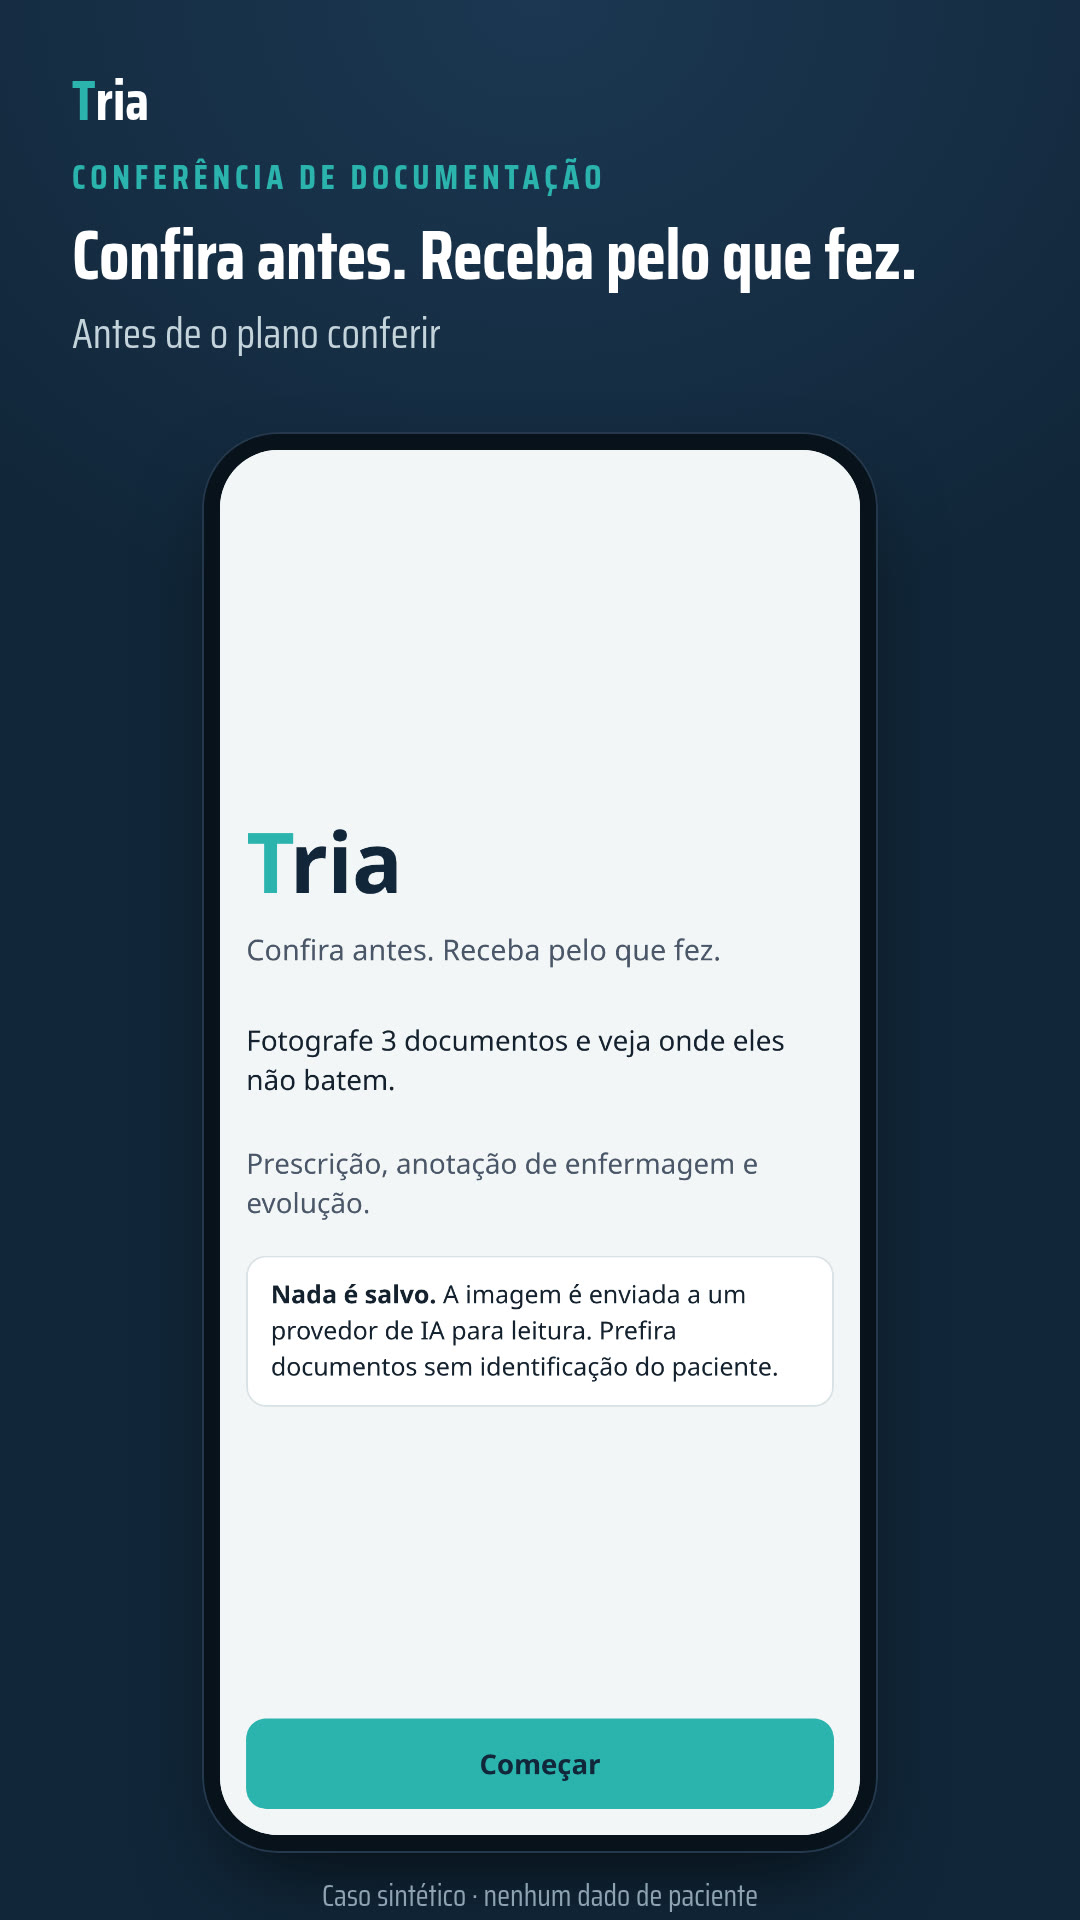 Tria
CONFERÊNCIA DE DOCUMENTAÇÃO
Confira antes. Receba pelo que fez.
Antes de o plano conferir
Tria
Confira antes. Receba pelo que fez.
Fotografe 3 documentos e veja onde eles
não batem.
Prescrição, anotação de enfermagem e
evolução.
Nada é salvo. A imagem é enviada a um
provedor de IA para leitura. Prefira
documentos sem identificação do paciente.
Começar
Caso sintético · nenhum dado de paciente